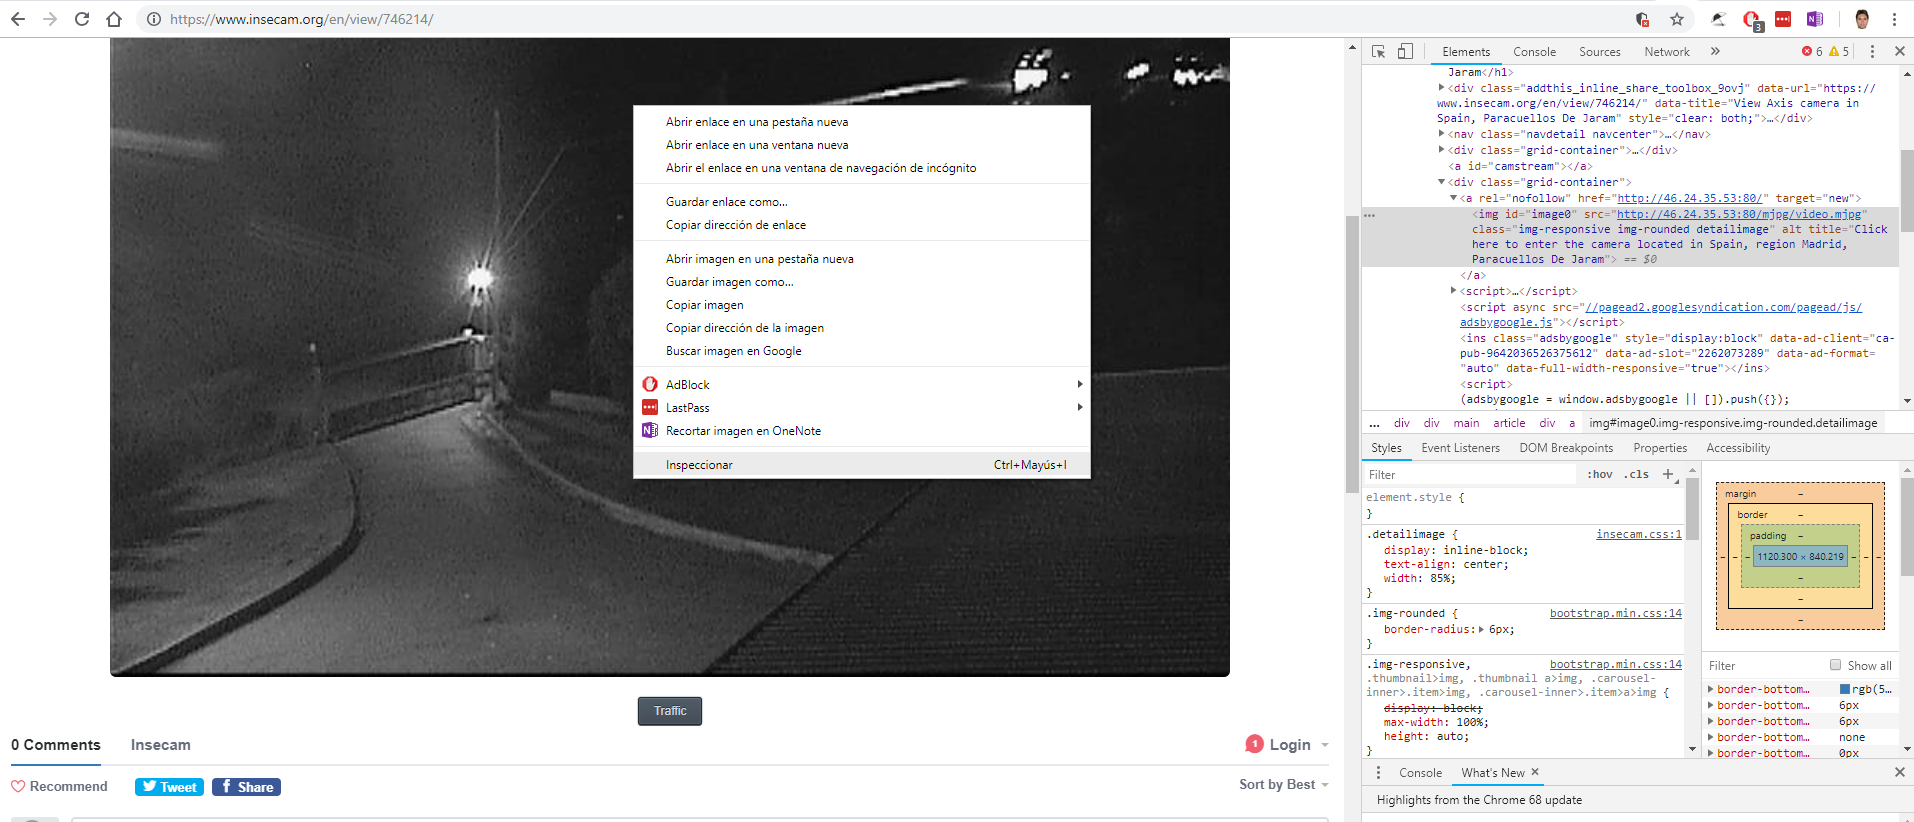 https://www.insecam.org/en/view/746214/
3
Abrir enlace en una pestaña nueva
Abrir enlace en una ventana nueva
Abrir el enlace en una ventana de navegación de incógnito
Guardar enlace como...
Copiar dirección de enlace
Abrir imagen en una pestaña nueva
Guardar imagen como...
Copiar imagen
Copiar dirección de la imagen
Buscar imagen en Google
AdBlock
LastPass
Recortar imagen en OneNote
Inspeccionar Ctrl+Mayús+I
Traffic
0 Comments Insecam 1 Login
Recommend Tweet Share Sort by Best
Elements Console Sources Network » 6 5
Jaram</h1>
<div class="addthis_inline_share_toolbox_9ovj" data-url="https://
www.insecam.org/en/view/746214/" data-title="View Axis camera in
Spain, Paracuellos De Jaram" style="clear: both;">…</div>
<nav class="navdetail navcenter">…</nav>
<div class="grid-container">…</div>
<a id="camstream"></a>
<div class="grid-container">
<a rel="nofollow" href="http://46.24.35.53:80/" target="new">
<img id="image0" src="http://46.24.35.53:80/mjpg/video.mjpg"
class="img-responsive img-rounded detailimage" alt title="Click
here to enter the camera located in Spain, region Madrid,
Paracuellos De Jaram"> == $0
</a>
<script>…</script>
<script async src="//pagead2.googlesyndication.com/pagead/js/
adsbygoogle.js"></script>
<ins class="adsbygoogle" style="display:block" data-ad-client="ca-
pub-9642036526375612" data-ad-slot="2262073289" data-ad-format=
"auto" data-full-width-responsive="true"></ins>
<script>
(adsbygoogle = window.adsbygoogle || []).push({});
... div div main article div a img#image0.img-responsive.img-rounded.detailimage
Styles Event Listeners DOM Breakpoints Properties Accessibility
Filter :hov .cls +
element.style {
}
.detailimage { insecam.css:1
display: inline-block;
text-align: center;
width: 85%;
}
.img-rounded { bootstrap.min.css:14
border-radius: 6px;
}
.img-responsive, bootstrap.min.css:14
.thumbnail>img, .thumbnail a>img, .carousel-
inner>.item>img, .carousel-inner>.item>a>img {
display: block;
max-width: 100%;
height: auto;
}
margin –
border –
padding –
– – – 1120.300 × 840.219 – – –
–
–
–
Filter Show all
border-bottom… rgb(5…
border-bottom… 6px
border-bottom… 6px
border-bottom… none
border-bottom… 0px
Console What's New
Highlights from the Chrome 68 update